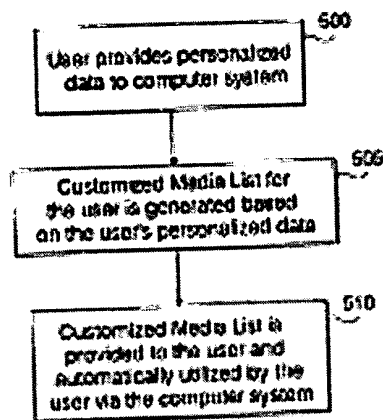 500
User provides personalized
data to computer system
505
Customized Media List for
the user is generated based
on the user's personalized data
510
Customized Media List is
provided to the user and
automatically utilized by the
user via the computer system